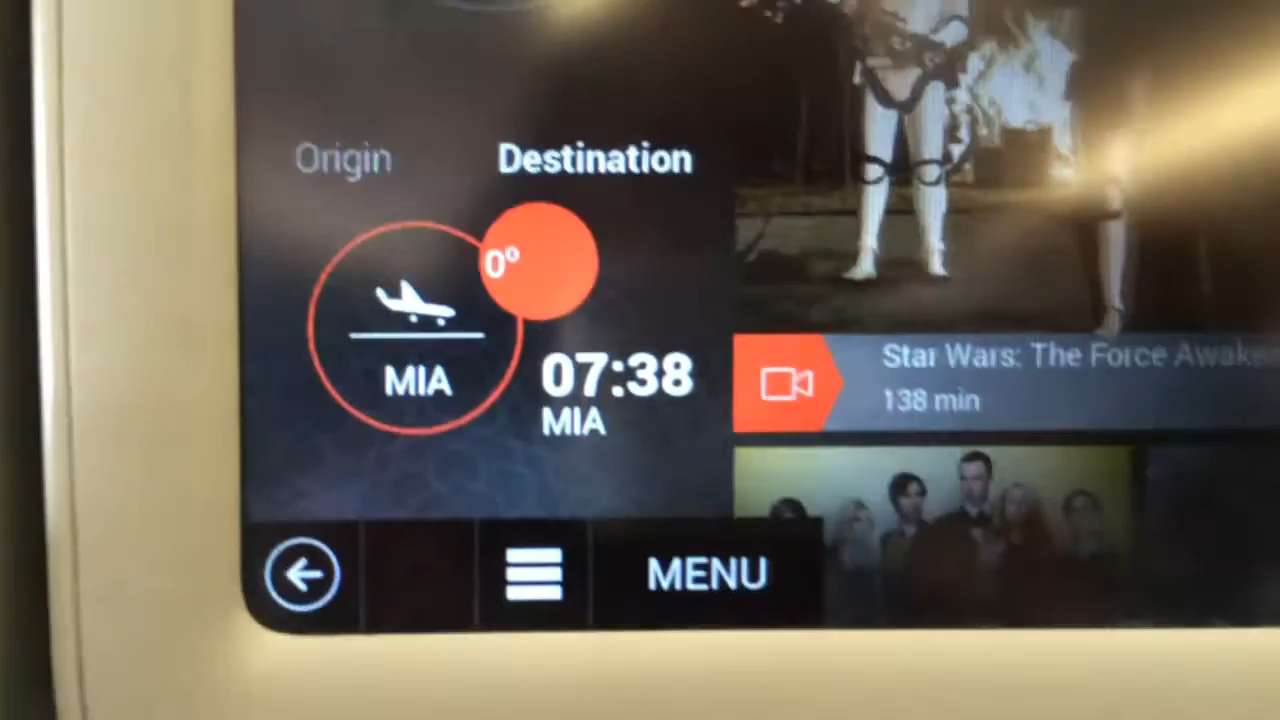 Origin
Destination
0°
MIA
07:38
MIA
Star Wars: The Force Awake
138 min
MENU